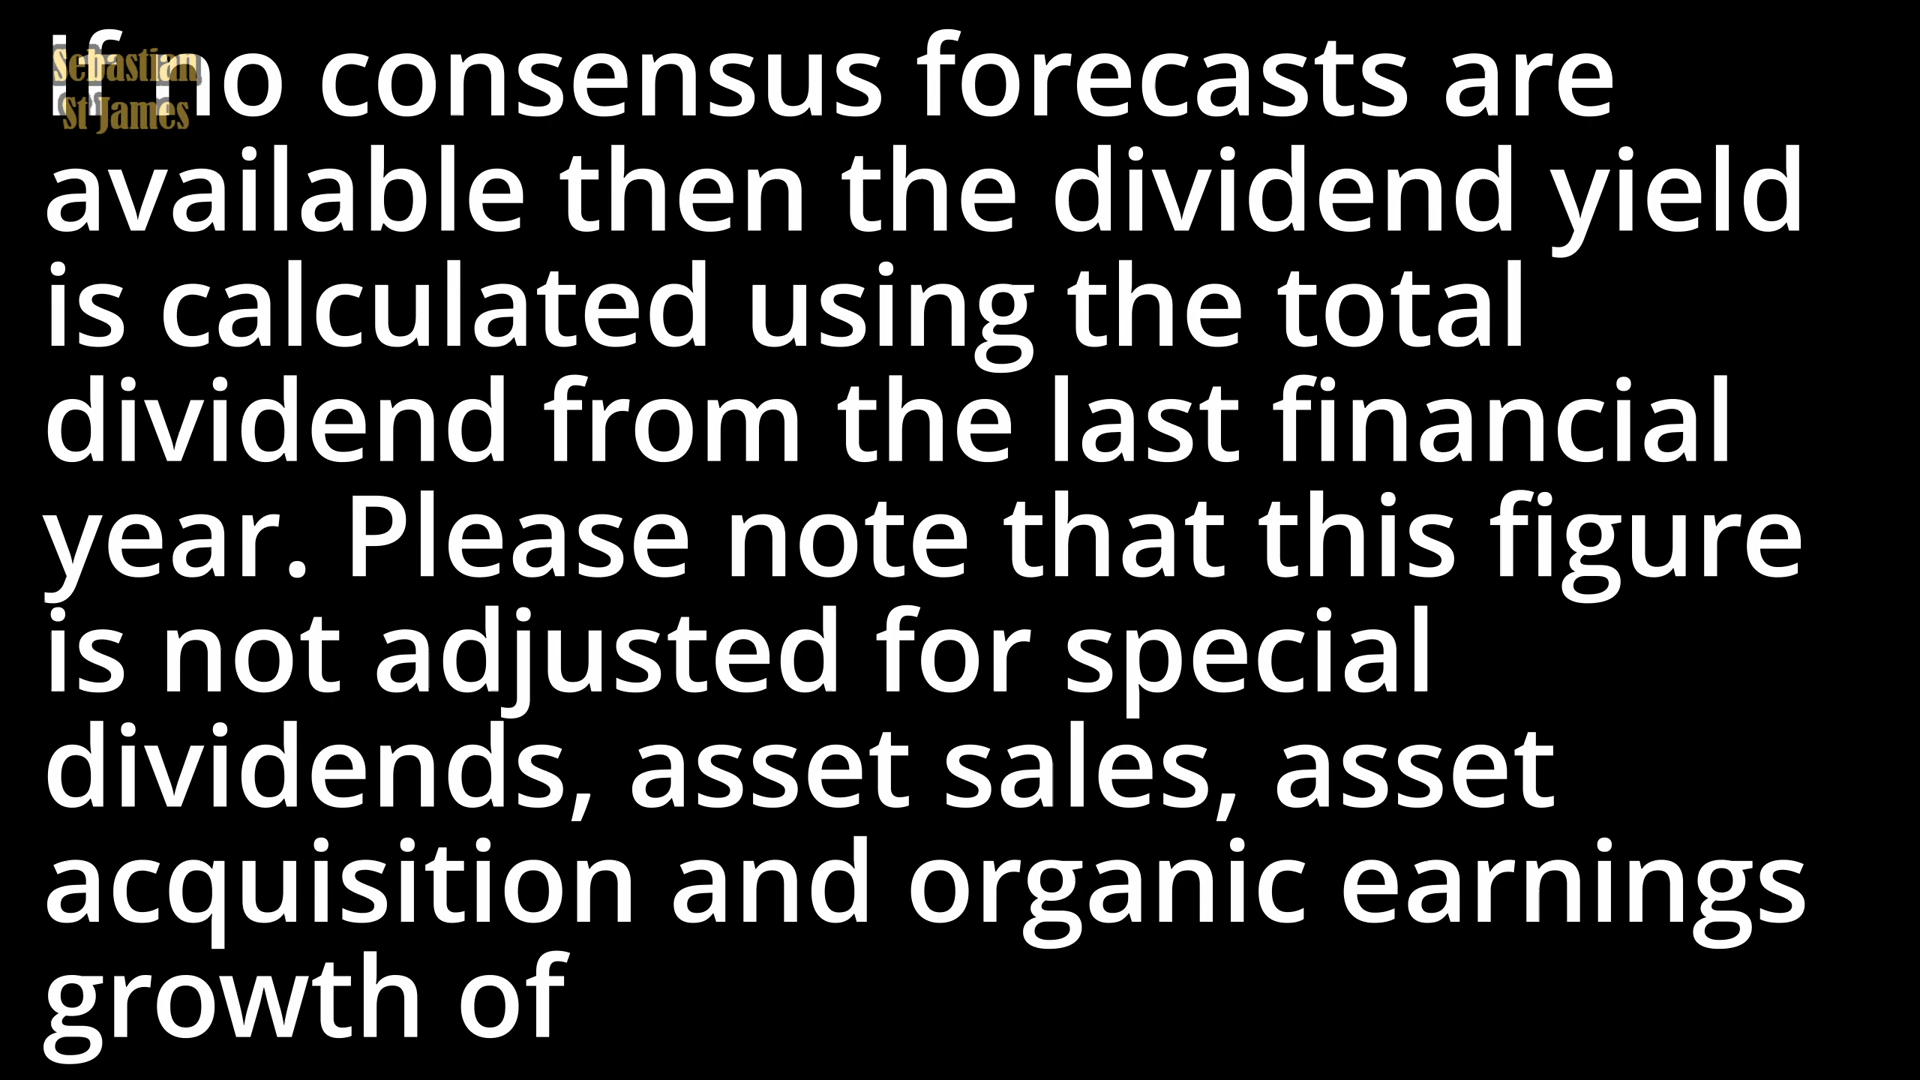 If no consensus forecasts are
available then the dividend yield
is calculated using the total
dividend from the last financial
year. Please note that this figure
is not adjusted for special
dividends, asset sales, asset
acquisition and organic earnings
growth of
Sebastian
St James